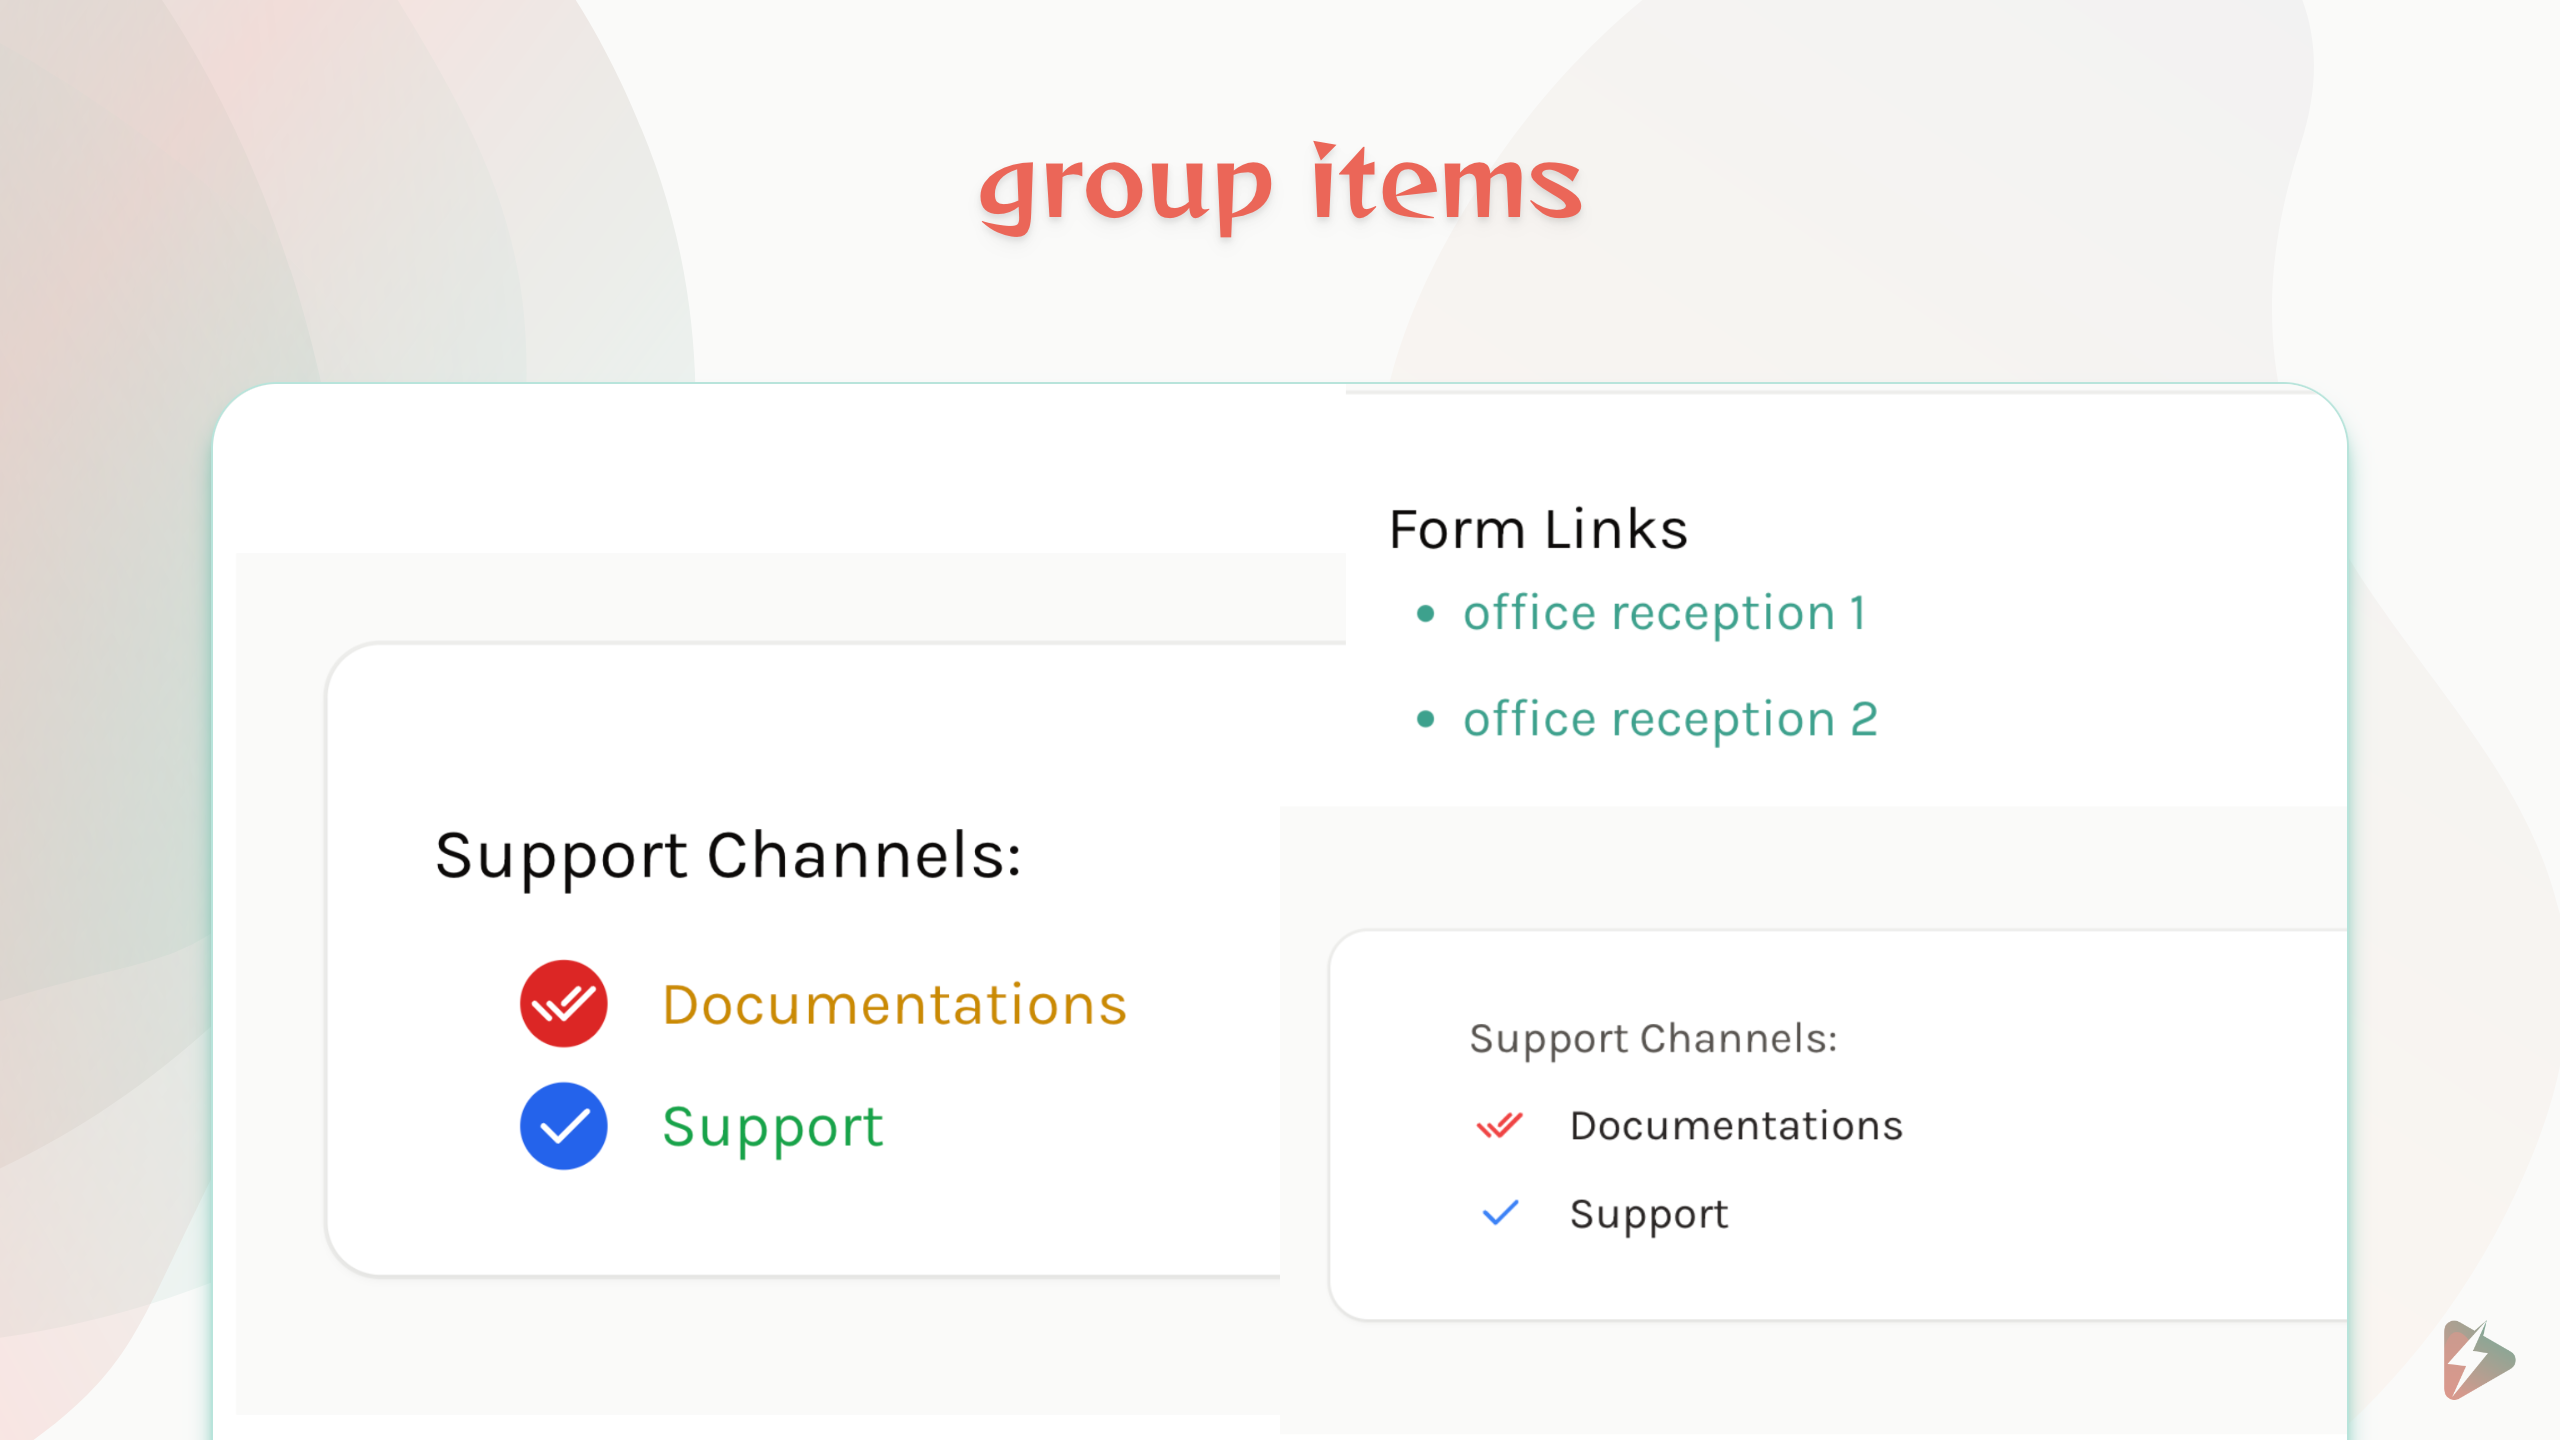 group items
Form Links
office reception 1
office reception 2
Support Channels:
Documentations
Support
Support Channels:
Documentations
Support